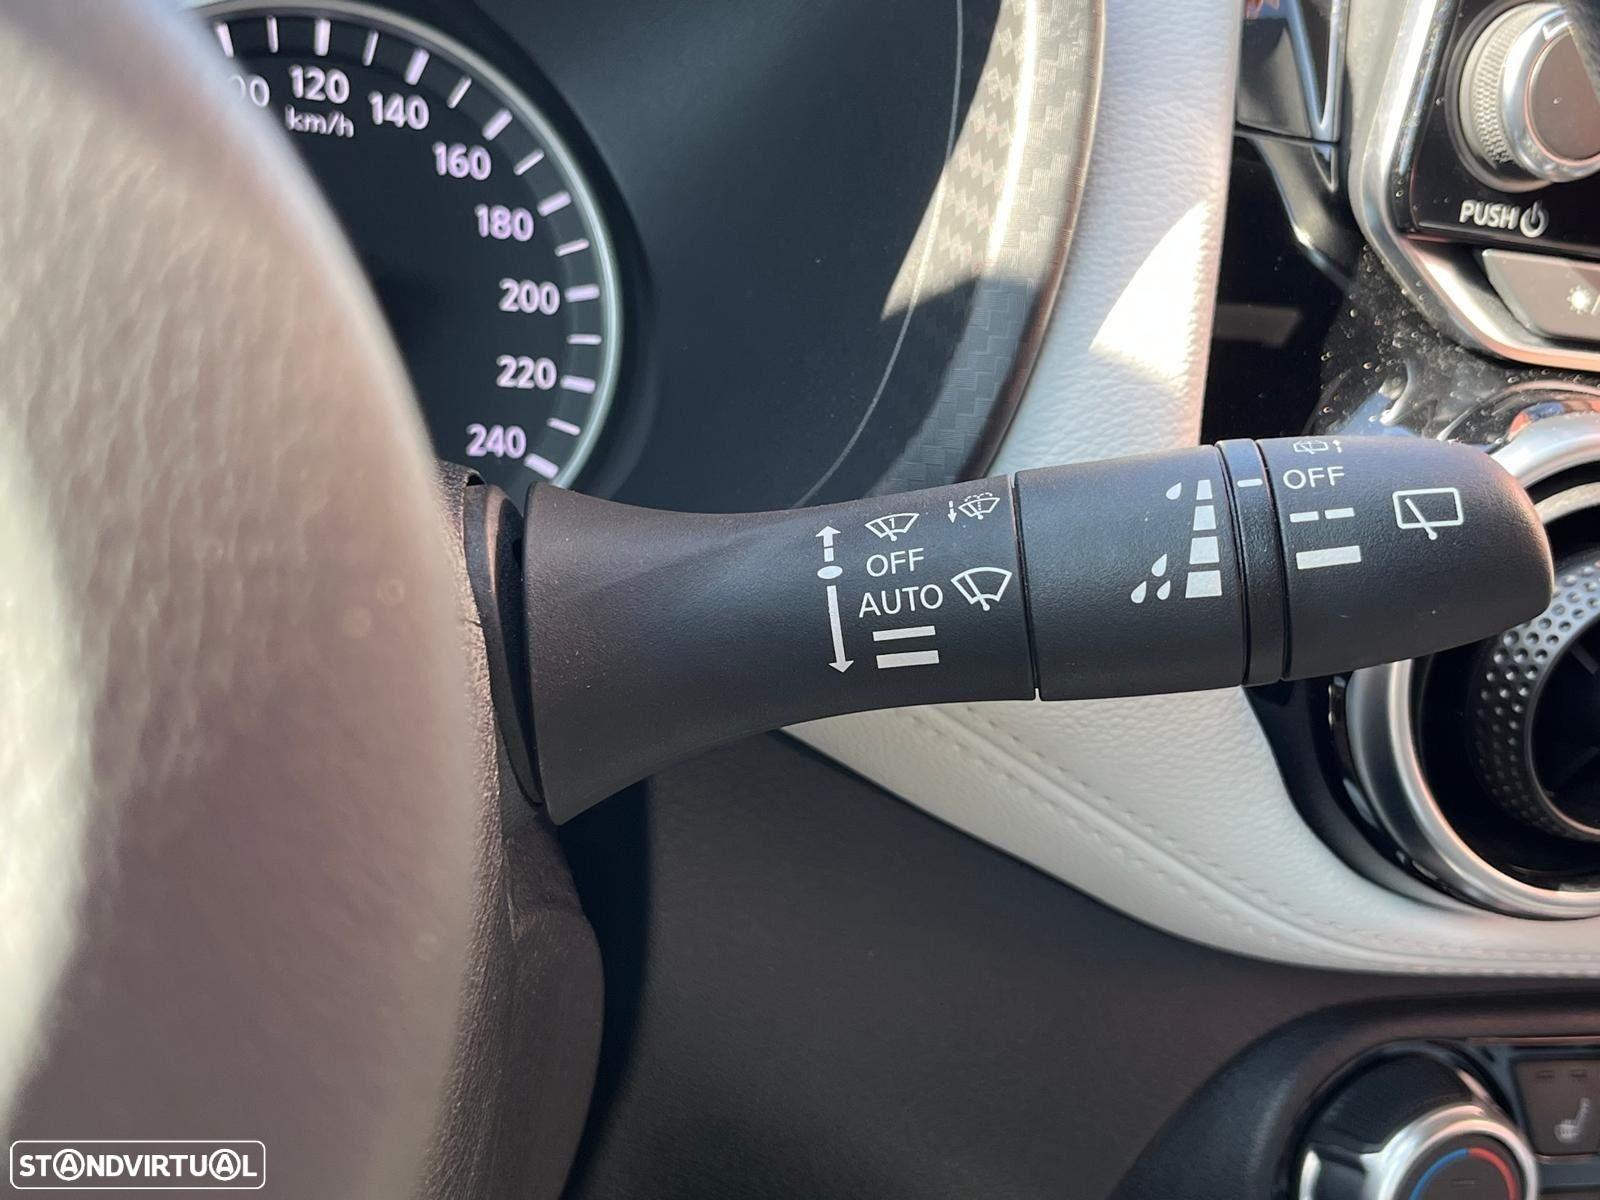 120
km/h
140
160
180
200
220
240
PUSH
OFF
AUTO
OFF
STANDVIRTUAL